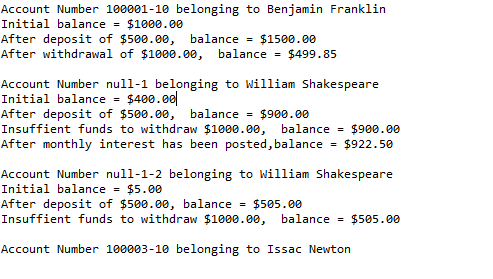 Account Number 100001-10 belonging to Benjamin Franklin
Initial balance = $1000.00
After deposit of $500.00,  balance = $1500.00
After withdrawal of $1000.00,  balance = $499.85

Account Number null-1 belonging to William Shakespeare
Initial balance = $400.00
After deposit of $500.00,  balance = $900.00
Insuffient funds to withdraw $1000.00,  balance = $900.00
After monthly interest has been posted,balance = $922.50

Account Number null-1-2 belonging to William Shakespeare
Initial balance = $5.00
After deposit of $500.00, balance = $505.00
Insuffient funds to withdraw $1000.00,  balance = $505.00

Account Number 100003-10 belonging to Issac Newton